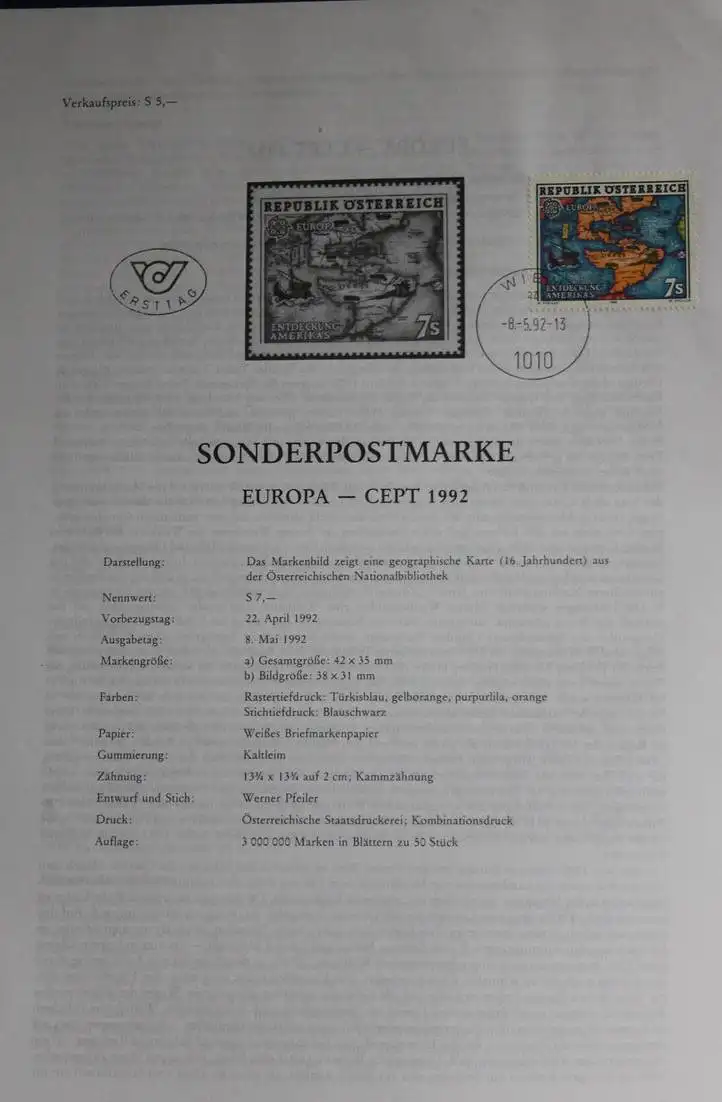 Verkaufspreis: S 5,—
REPUBLIK ÖSTERREICH
EUROPA
ENTDECKUNG
AMERIKAS
7s
REPUBLIK ÖSTERREICH
EUROPA
ENTDECKUNG
AMERIKAS
7s
ERSTTAG
WIE
-8.-5.92-13
1010
SONDERPOSTMARKE
EUROPA — CEPT 1992
Darstellung: Das Markenbild zeigt eine geographische Karte (16. Jahrhundert) aus
der Österreichischen Nationalbibliothek
Nennwert: S 7,—
Vorbezugstag: 22. April 1992
Ausgabetag: 8. Mai 1992
Markengröße: a) Gesamtgröße: 42 x 35 mm
b) Bildgröße: 38 x 31 mm
Farben: Rastertiefdruck: Türkisblau, gelborange, purpurlila, orange
Stichtiefdruck: Blauschwarz
Papier: Weißes Briefmarkenpapier
Gummierung: Kaltleim
Zähnung: 13¾ x 13¾ auf 2 cm; Kammzähnung
Entwurf und Stich: Werner Pfeiler
Druck: Österreichische Staatsdruckerei; Kombinationsdruck
Auflage: 3 000 000 Marken in Blättern zu 50 Stück